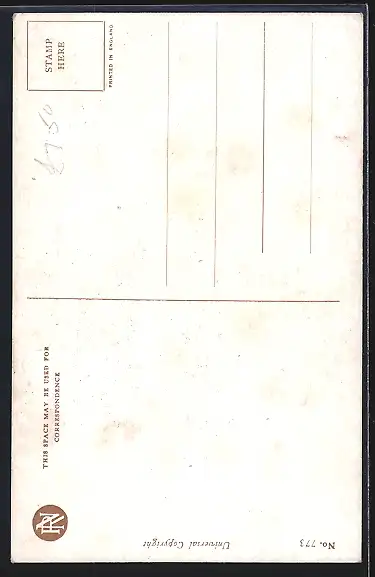 THIS SPACE MAY BE USED FOR
CORRESPONDENCE
STAMP
HERE
PRINTED IN ENGLAND
£7.50
Universal Copyright
No. 773